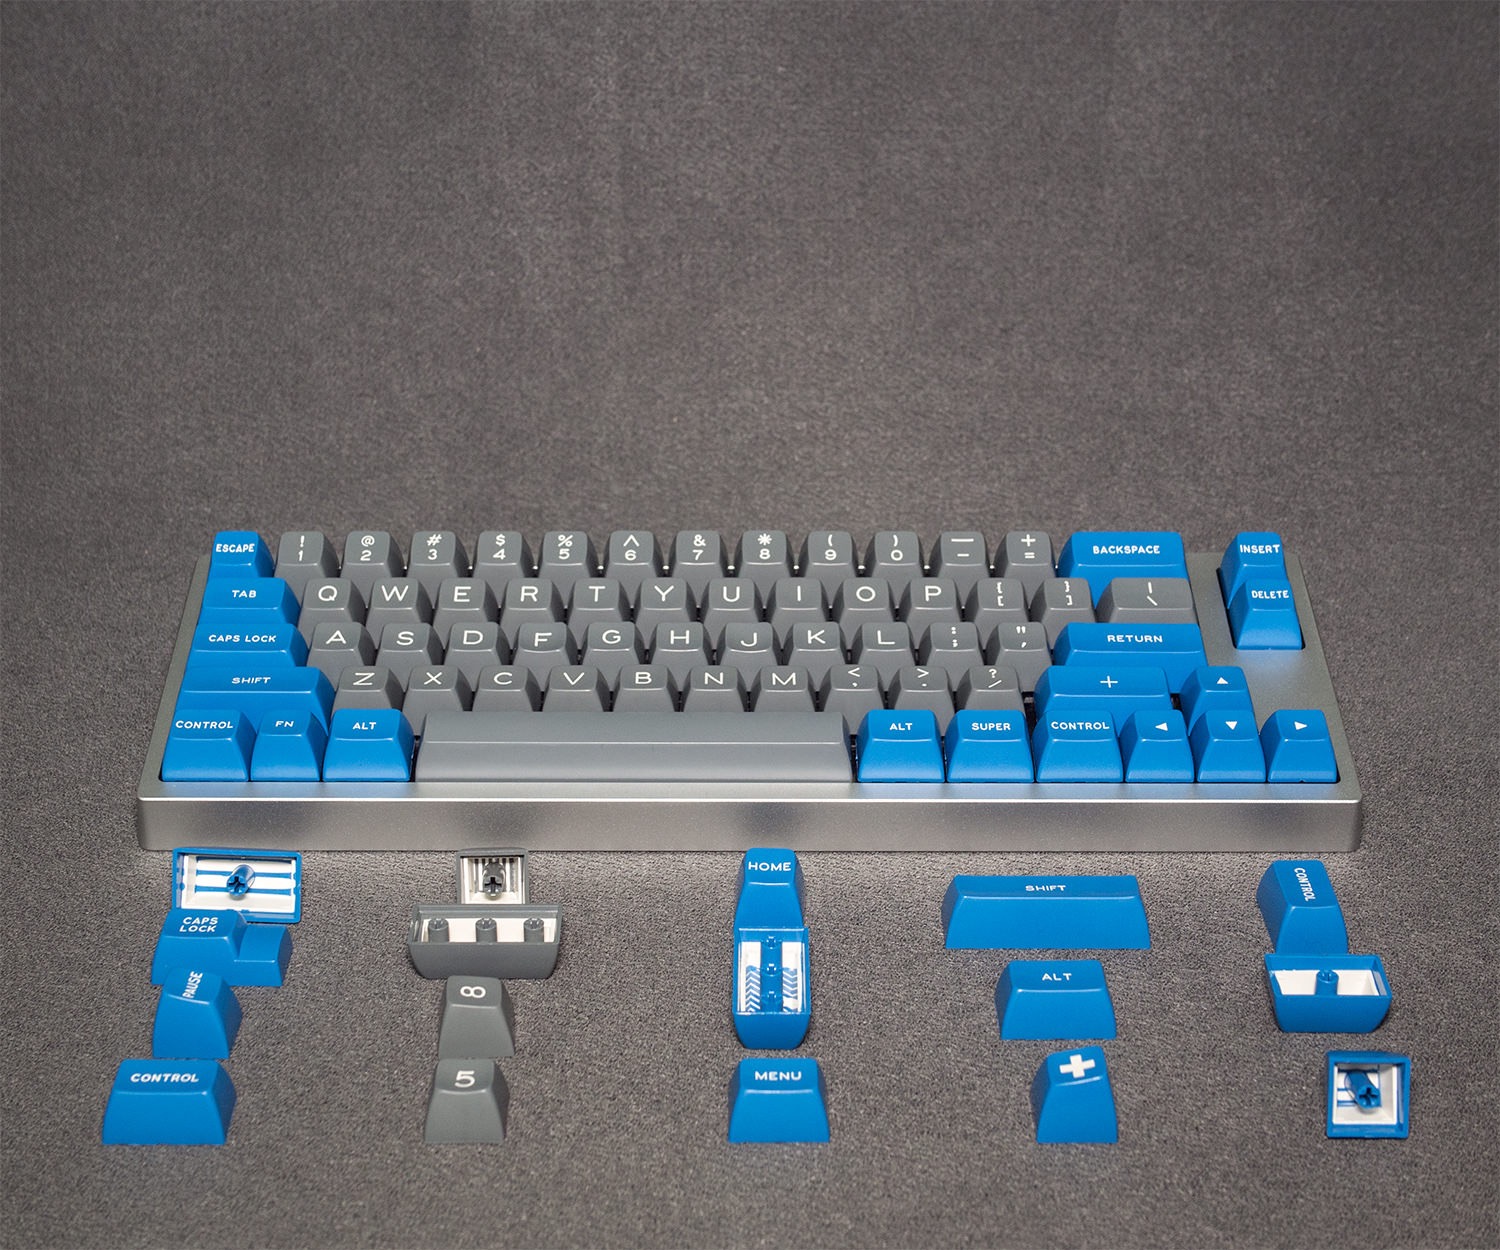 ESCAPE ! @ # $ % ^ & * ( ) — + BACKSPACE INSERT
1 2 3 4 5 6 7 8 9 0 - =
TAB Q W E R T Y U I O P { } | DELETE
[ ] \
CAPS LOCK A S D F G H J K L : " RETURN
; ,
SHIFT Z X C V B N M < > ? + ▲
, . /
CONTROL FN ALT ALT SUPER CONTROL ◀ ▼ ▶
HOME SHIFT CONTROL
CAPS
LOCK
PAUSE 8 ALT
CONTROL 5 MENU +